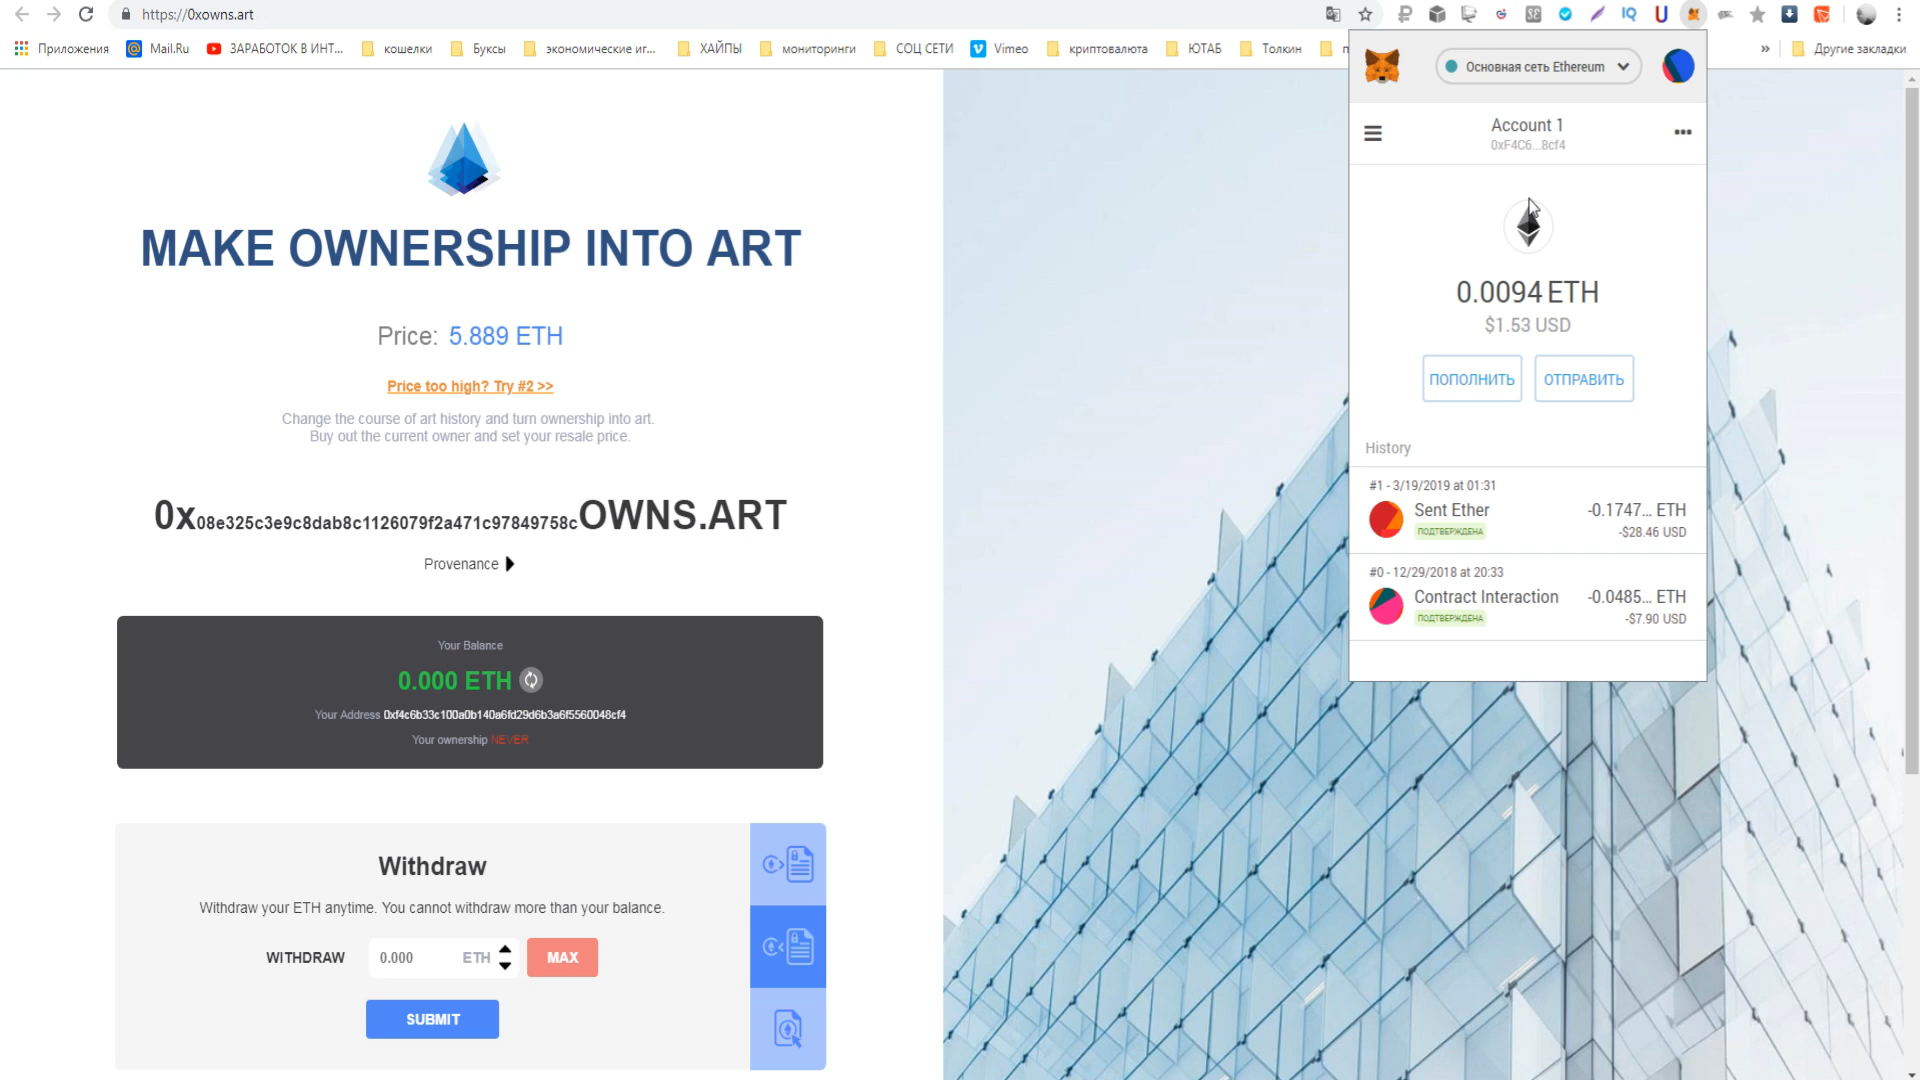 https://0xowns.art
Приложения
Mail.Ru
ЗАРАБОТОК В ИНТ...
кошелки
Буксы
экономические иг...
ХАЙПЫ
мониторинги
СОЦ СЕТИ
Vimeo
криптовалюта
ЮТАБ
Толкин
»
Другие закладки
MAKE OWNERSHIP INTO ART
Price: 5.889 ETH
Price too high? Try #2 >>
Change the course of art history and turn ownership into art.
Buy out the current owner and set your resale price.
0x08e325c3e9c8dab8c1126079f2a471c97849758cOWNS.ART
Provenance
Your Balance
0.000 ETH
Your Address 0xf4c6b33c100a0b140a6fd29d6b3a6f5560048cf4
Your ownership NEVER
Withdraw
Withdraw your ETH anytime. You cannot withdraw more than your balance.
WITHDRAW 0.000 ETH MAX
SUBMIT
Основная сеть Ethereum
Account 1
0xF4C6...8cf4
0.0094 ETH
$1.53 USD
ПОПОЛНИТЬ
ОТПРАВИТЬ
History
#1 - 3/19/2019 at 01:31
Sent Ether -0.1747... ETH
ПОДТВЕРЖДЕНА -$28.46 USD
#0 - 12/29/2018 at 20:33
Contract Interaction -0.0485... ETH
ПОДТВЕРЖДЕНА -$7.90 USD